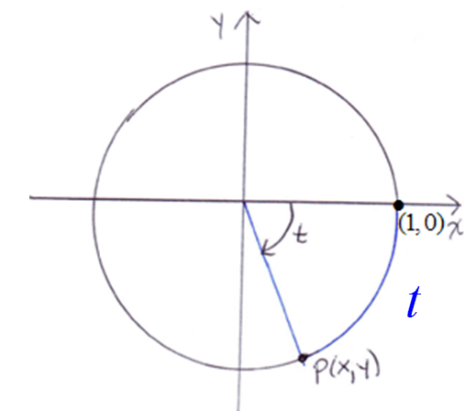 Y
(1,0) x
t
t
P(x,y)